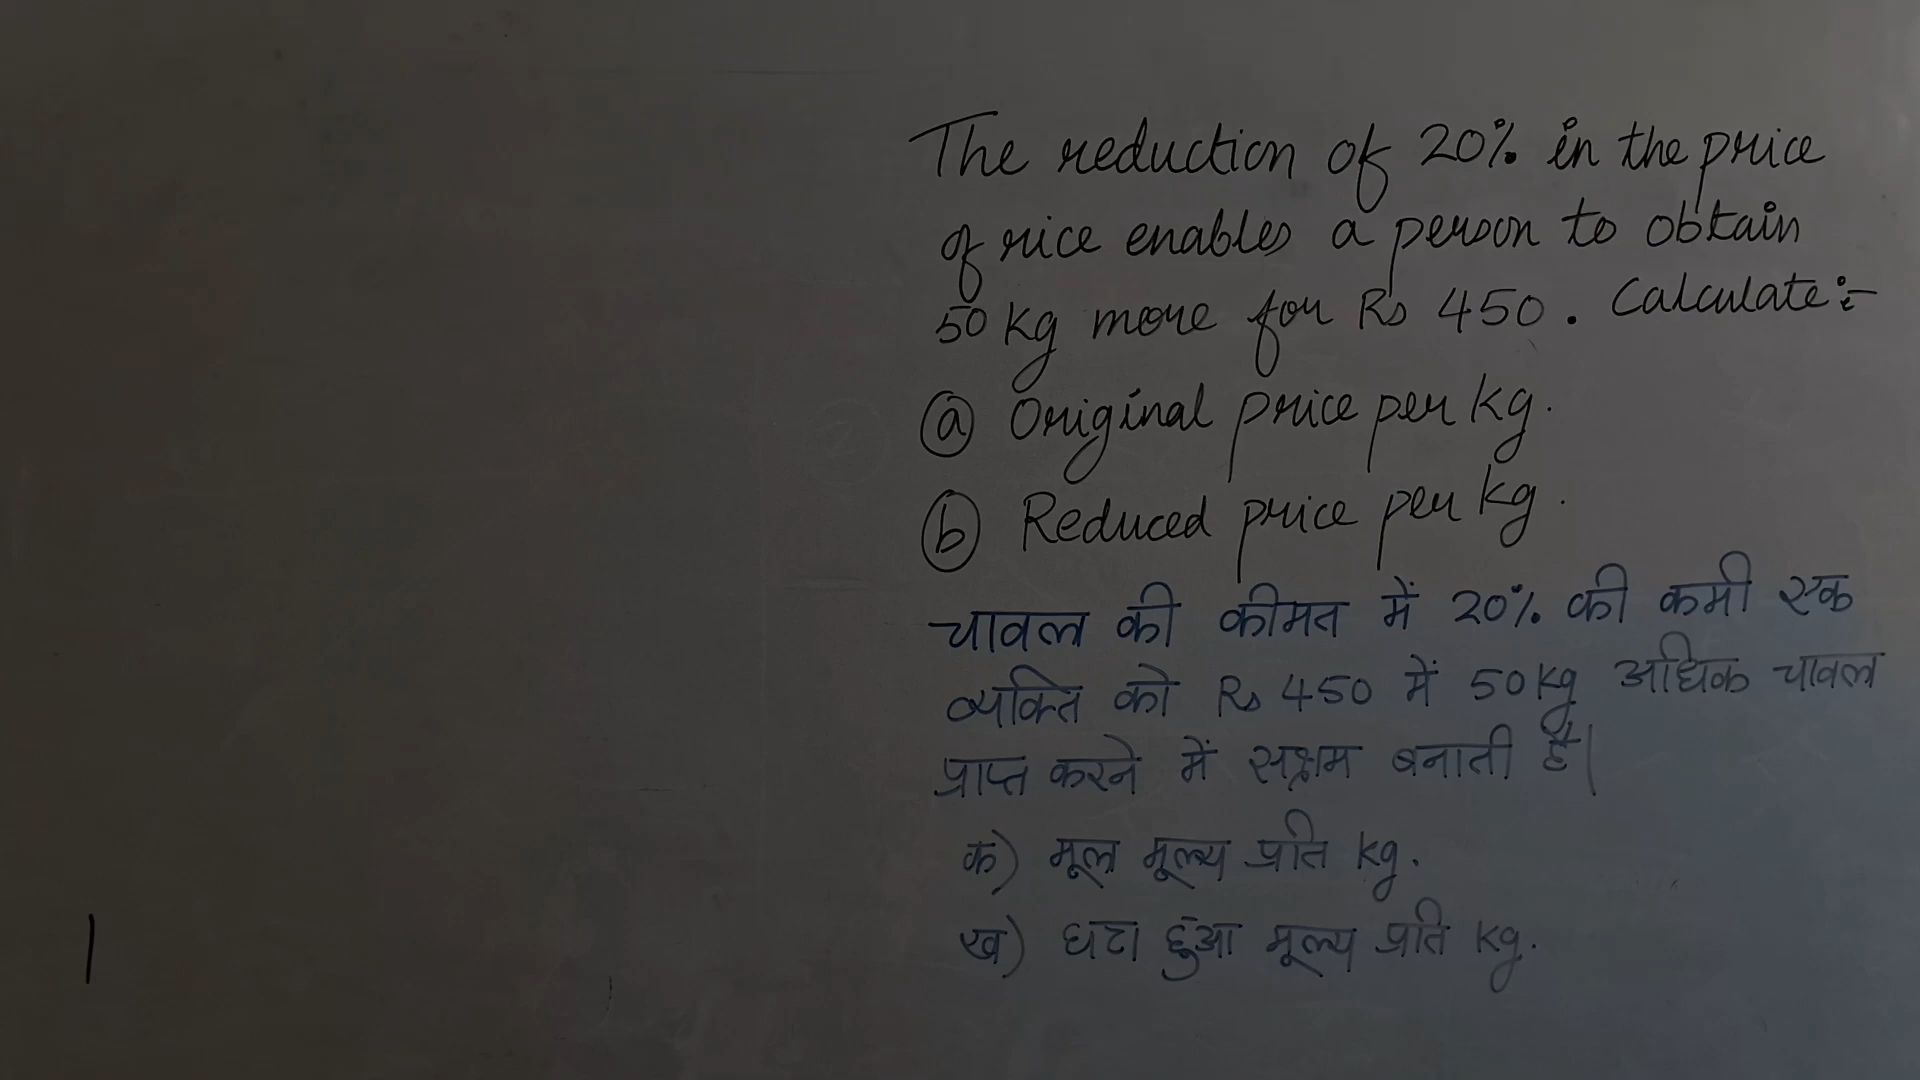 The reduction of 20% in the price
of rice enables a person to obtain
50 kg more for Rs 450. Calculate:-
(a) Original price per kg.
(b) Reduced price per kg.
चावल की कीमत में 20% की कमी एक
व्यक्ति को Rs 450 में 50 kg अधिक चावल
प्राप्त करने में सक्षम बनाती है|
क) मूल मूल्य प्रति kg.
ख) घटा हुआ मूल्य प्रति kg.